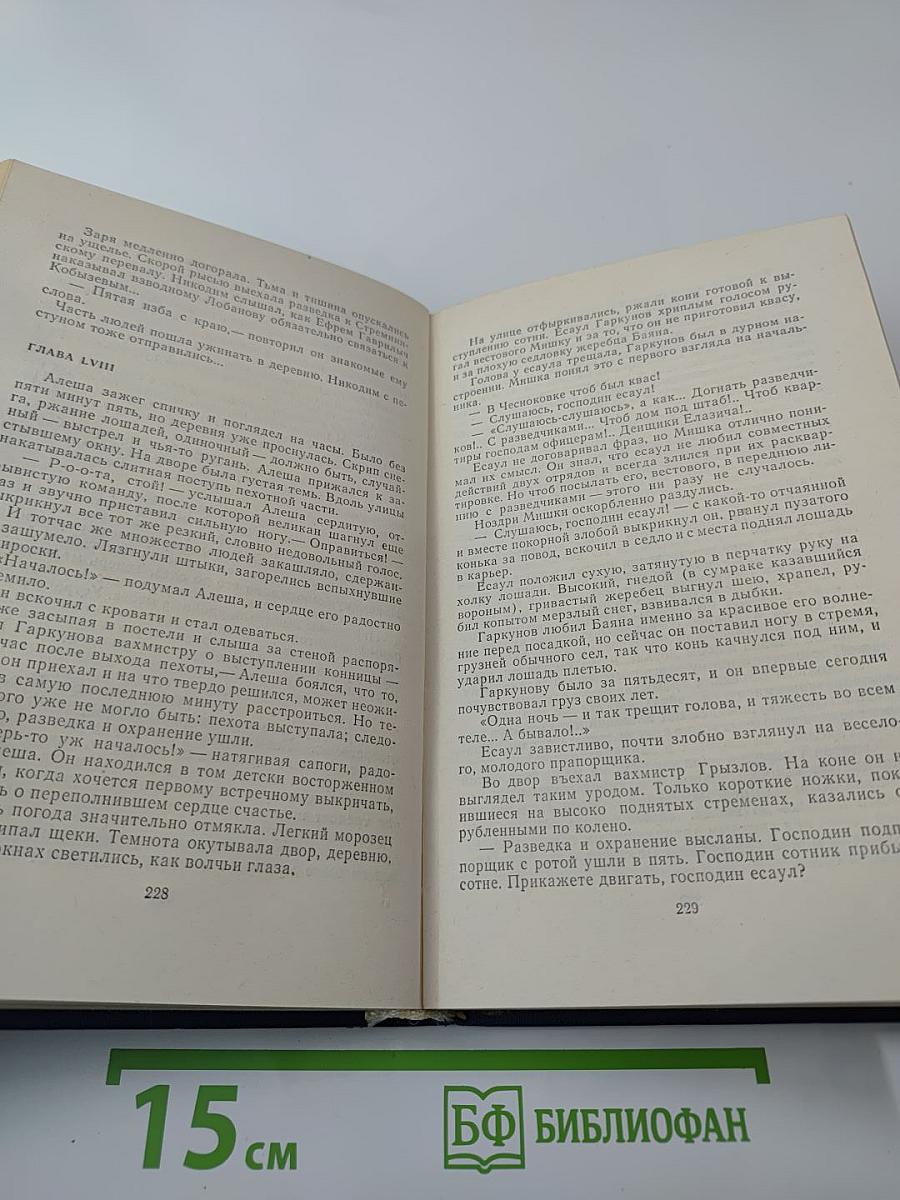 Заря медленно догорала. Тьма и тишина опускались
на ущелье. Скорой рысью выехала разведка к Стремнин-
скому перевалу. Никодим слышал, как Ефрем Гаврилыч
наказывал взводному Лобанову обязательно связаться с
Кобызевым...
— Пятая изба с краю,— повторил он знакомые ему
слова.
Часть людей пошла ужинать в деревню. Никодим с пе-
стуном тоже отправились...
ГЛАВА LVIII
Алеша зажег спичку и поглядел на часы. Было без
пяти минут пять, но деревня уже проснулась. Скрип сне-
га, ржание лошадей, одиночный — должно быть, случай-
ный — выстрел и чья-то ругань. Алеша прижался к за-
стывшему окну. На дворе была густая темь. Вдоль улицы
накатывалась слитная поступь пехотной части.
— Р-о-о-та, стой! — услышал Алеша сердитую, от-
рывистую команду, после которой великан шагнул еще
раз и звучно приставил сильную ногу.— Оправиться! —
выкрикнул все тот же резкий, словно недовольный голос.
И тотчас же множество людей закашляло, сдержан-
зашумело. Лязгнули штыки, загорелись вспыхнувшие
пироски.
«Началось!» — подумал Алеша, и сердце его радостно
емило.
н вскочил с кровати и стал одеваться.
же засыпая в постели и слыша за стеной распоря-
я Гаркунова вахмистру о выступлении конницы —
час после выхода пехоты,— Алеша боялся, что то,
он приехал и на что твердо решился, может неожи-
в самую последнюю минуту расстроиться. Но те-
ого уже не могло быть: пехота выступала; следо-
о, разведка и охранение ушли.
ерь-то уж началось!» — натягивая сапоги, радо-
еша. Он находился в том детски восторженном
и, когда хочется первому встречному выкричать,
ь о переполнившем сердце счастье.
ь погода значительно отмякла. Легкий морозец
ипал щеки. Темнота окутывала двор, деревню,
окнах светились, как волчьи глаза.
228
На улице отфыркивались, ржали кони готовой к вы-
ступлению сотни. Есаул Гаркунов хриплым голосом ру-
гал вестового Мишку и за то, что он не приготовил квасу,
и за плохую седловку жеребца Баяна.
Голова у есаула трещала, Гаркунов был в дурном на-
строении. Мишка понял это с первого взгляда на началь-
ника.
— В Чесноковке чтоб был квас!
— Слушаюсь, господин есаул!
— «Слушаюсь-слушаюсь», а как... Догнать разведчи-
ков!.. С разведчиками... Чтоб дом под штаб!.. Чтоб квар-
тиры господам офицерам!.. Денщики Елазича!..
Есаул не договаривал фраз, но Мишка отлично пони-
мал их смысл. Он знал, что есаул не любил совместных
действий двух отрядов и всегда злился при их расквар-
тировке. Но чтоб посылать его, вестового, в переднюю ли-
нию с разведчиками — этого ни разу не случалось.
Ноздри Мишки оскорбленно раздулись.
— Слушаюсь, господин есаул! — с какой-то отчаянной
и вместе покорной злобой выкрикнул он, рванул пузатого
конька за повод, вскочил в седло и с места поднял лошадь
в карьер.
Есаул положил сухую, затянутую в перчатку руку на
холку лошади. Высокий, гнедой (в сумраке казавшийся
вороным), гривастый жеребец выгнул шею, храпел, ру-
бил копытом мерзлый снег, взвивался в дыбки.
Гаркунов любил Баяна именно за красивое его волне-
ние перед посадкой, но сейчас он поставил ногу в стремя,
грузней обычного сел, так что конь качнулся под ним, и
ударил лошадь плетью.
Гаркунову было за пятьдесят, и он впервые сегодня
почувствовал груз своих лет.
«Одна ночь — и так трещит голова, и тяжесть во всем
теле... А бывало!..»
Есаул завистливо, почти злобно взглянул на весело-
го, молодого прапорщика.
Во двор въехал вахмистр Грызлов. На коне он н
выглядел таким уродом. Только короткие ножки, пок
ившиеся на высоко поднятых стременах, казались о
рубленными по колено.
— Разведка и охранение высланы. Господин подп
порщик с ротой ушли в пять. Господин сотник прибы
сотне. Прикажете двигать, господин есаул?
229
15 см
БФ БИБЛИОФАН